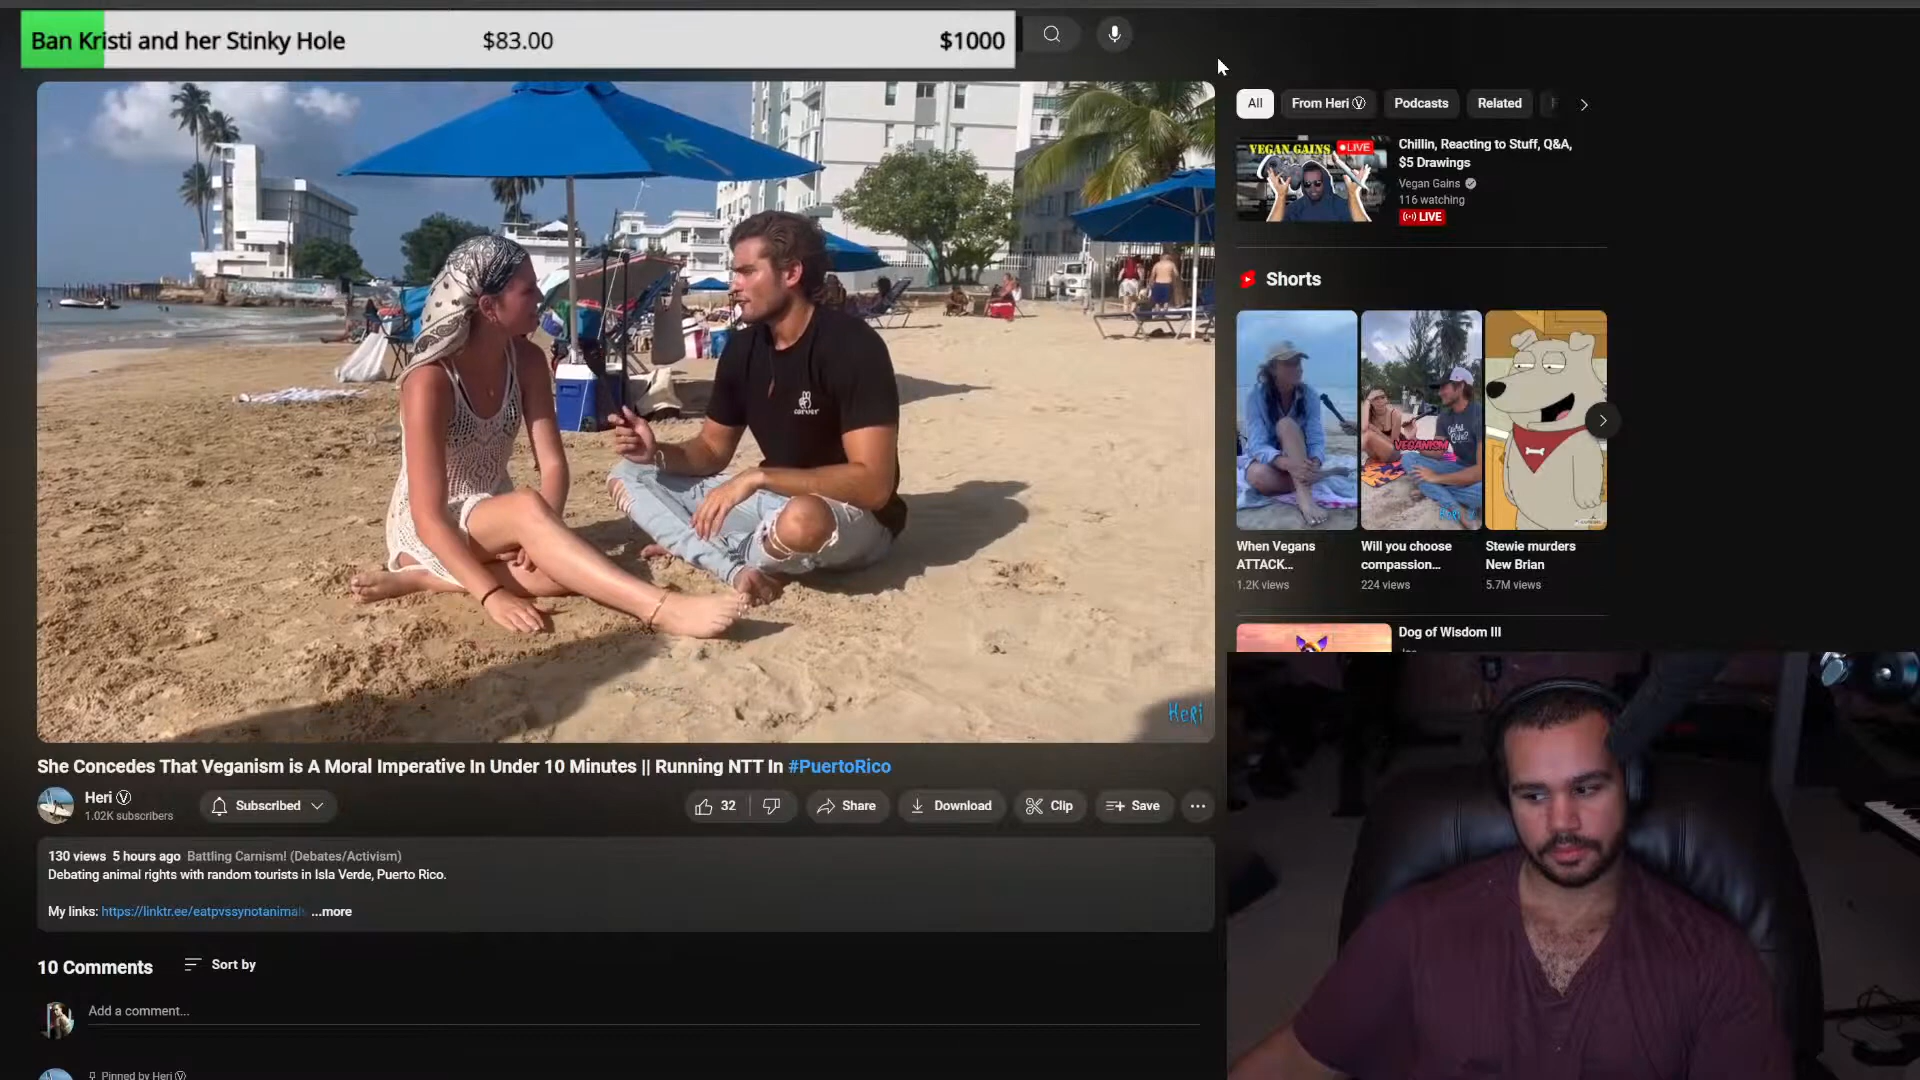 Ban Kristi and her Stinky Hole $83.00 $1000
All From Heri Ⓥ Podcasts Related
VEGAN GAINS LIVE
Chillin, Reacting to Stuff, Q&A,
$5 Drawings
Vegan Gains
116 watching
LIVE
Shorts
VEGANISM
When Vegans
ATTACK...
1.2K views
Will you choose
compassion...
224 views
Stewie murders
New Brian
5.7M views
Dog of Wisdom III
HeRi
She Concedes That Veganism is A Moral Imperative In Under 10 Minutes || Running NTT In #PuertoRico
Heri Ⓥ
1.02K subscribers
Subscribed
32 Share Download Clip Save
130 views 5 hours ago Battling Carnism! (Debates/Activism)
Debating animal rights with random tourists in Isla Verde, Puerto Rico.
My links: https://linktr.ee/eatpvssynotanimals ...more
10 Comments Sort by
Add a comment...
Pinned by Heri Ⓥ